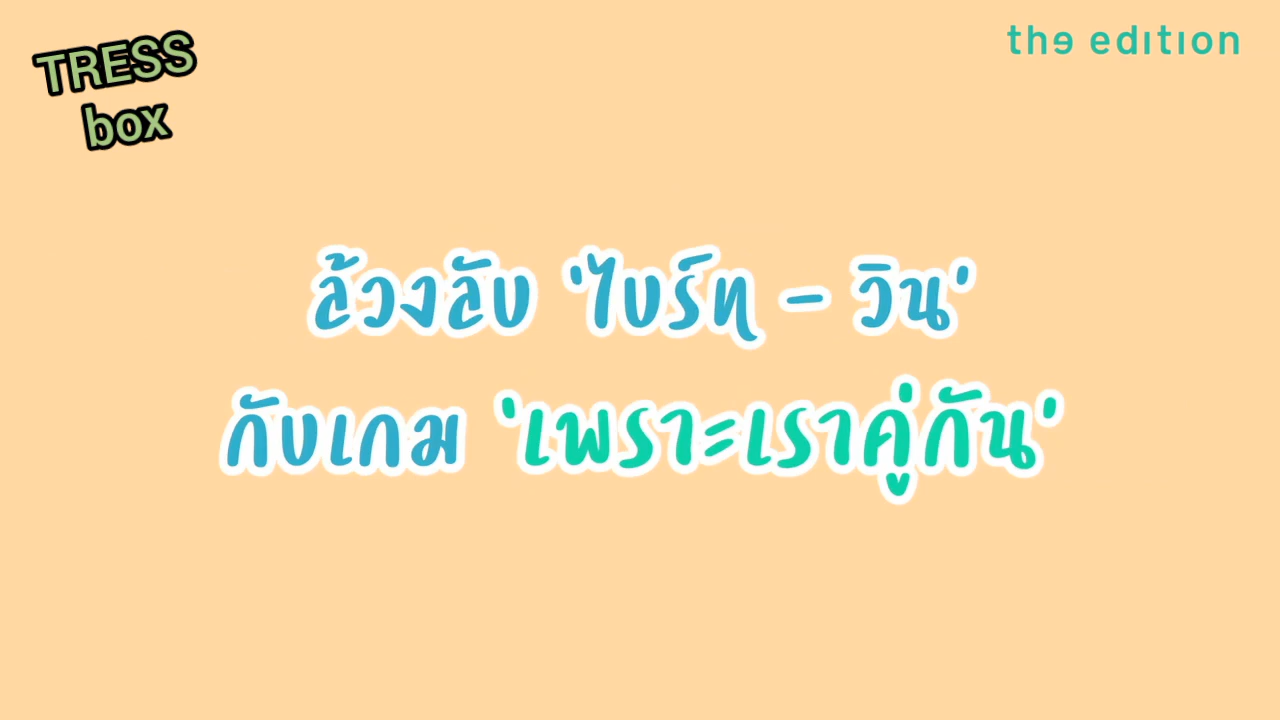 TRESS
box
the edition
ล้วงลับ 'ไบร์ท - วิน'
กับเกม 'เพราะเราคู่กัน'